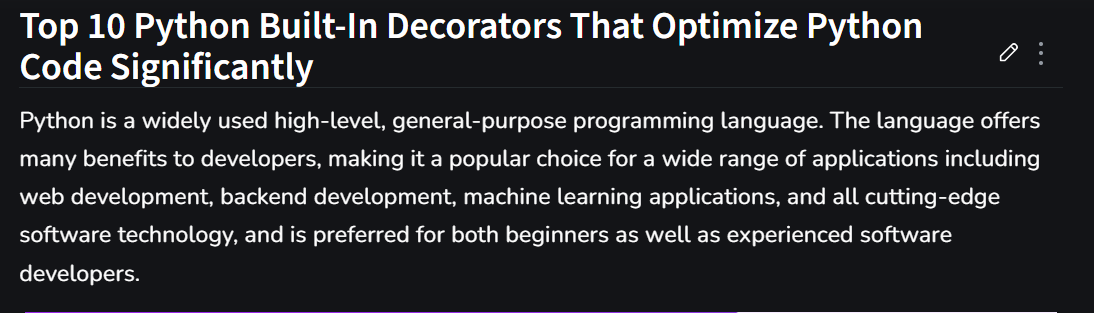 Top 10 Python Built-In Decorators That Optimize Python
Code Significantly
Python is a widely used high-level, general-purpose programming language. The language offers
many benefits to developers, making it a popular choice for a wide range of applications including
web development, backend development, machine learning applications, and all cutting-edge
software technology, and is preferred for both beginners as well as experienced software
developers.